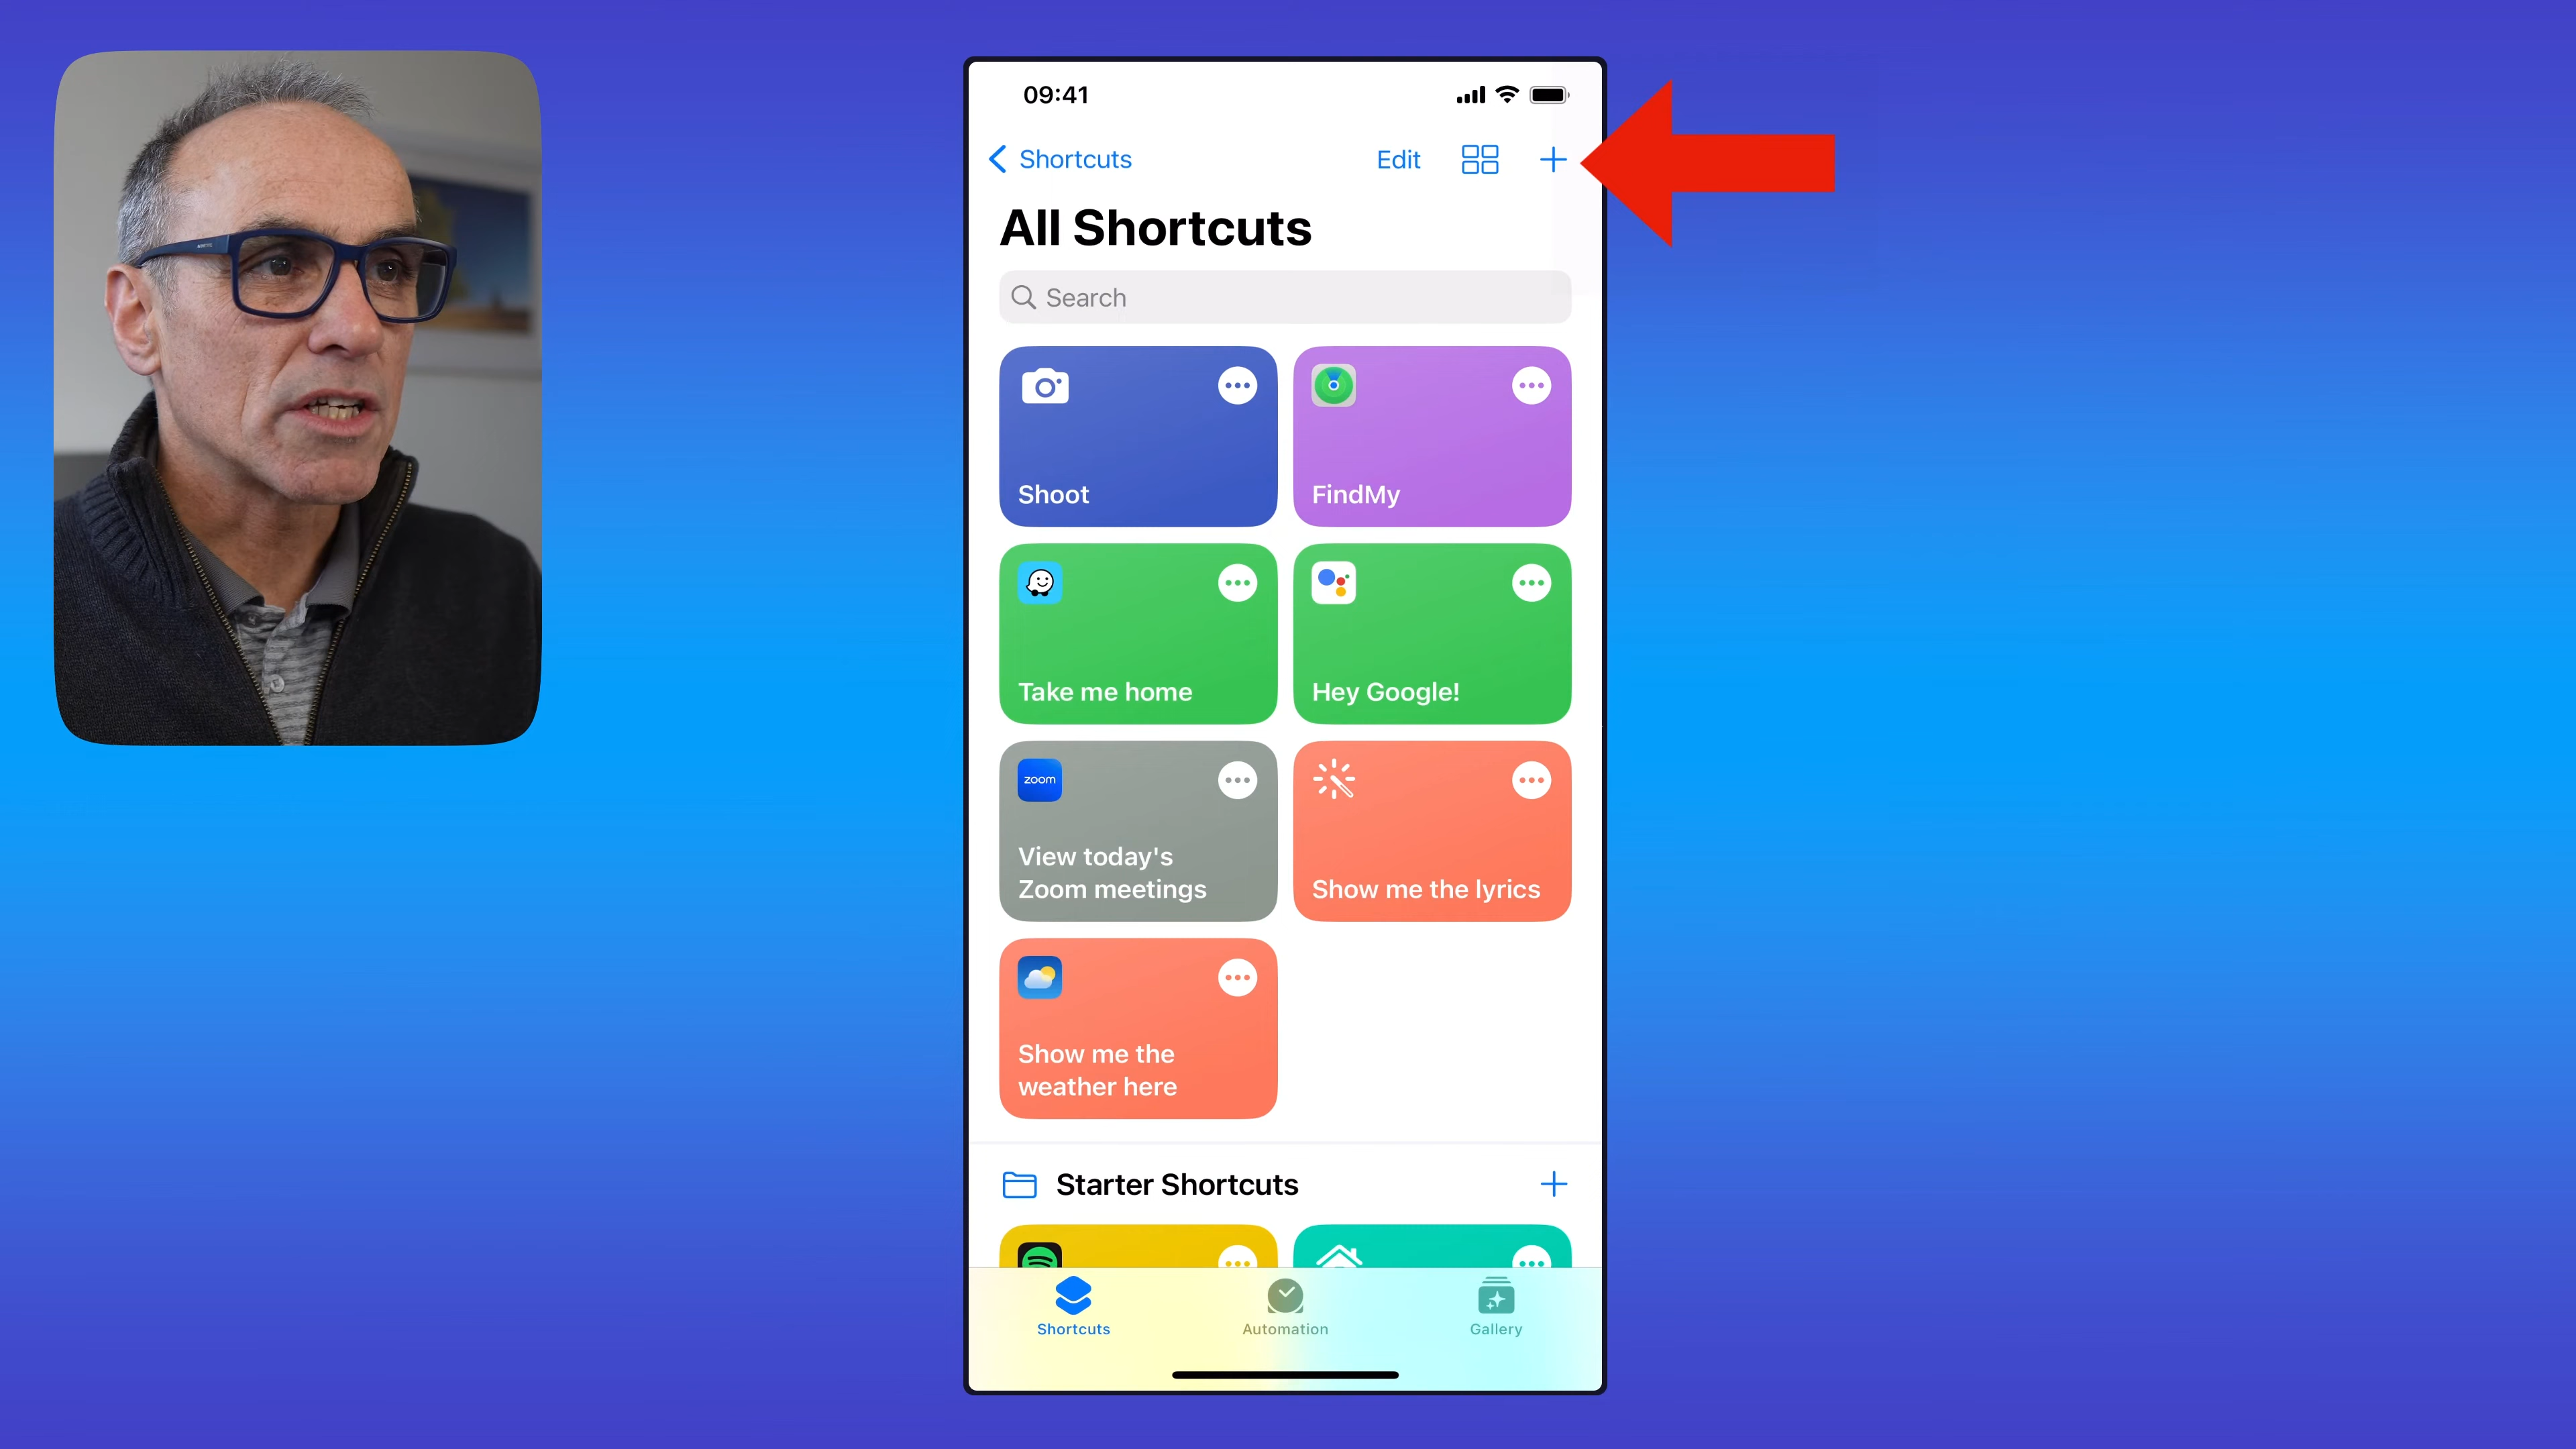 09:41
Shortcuts
Edit
All Shortcuts
Search
Shoot
FindMy
Take me home
Hey Google!
zoom
View today's
Zoom meetings
Show me the lyrics
Show me the
weather here
Starter Shortcuts
Shortcuts
Automation
Gallery